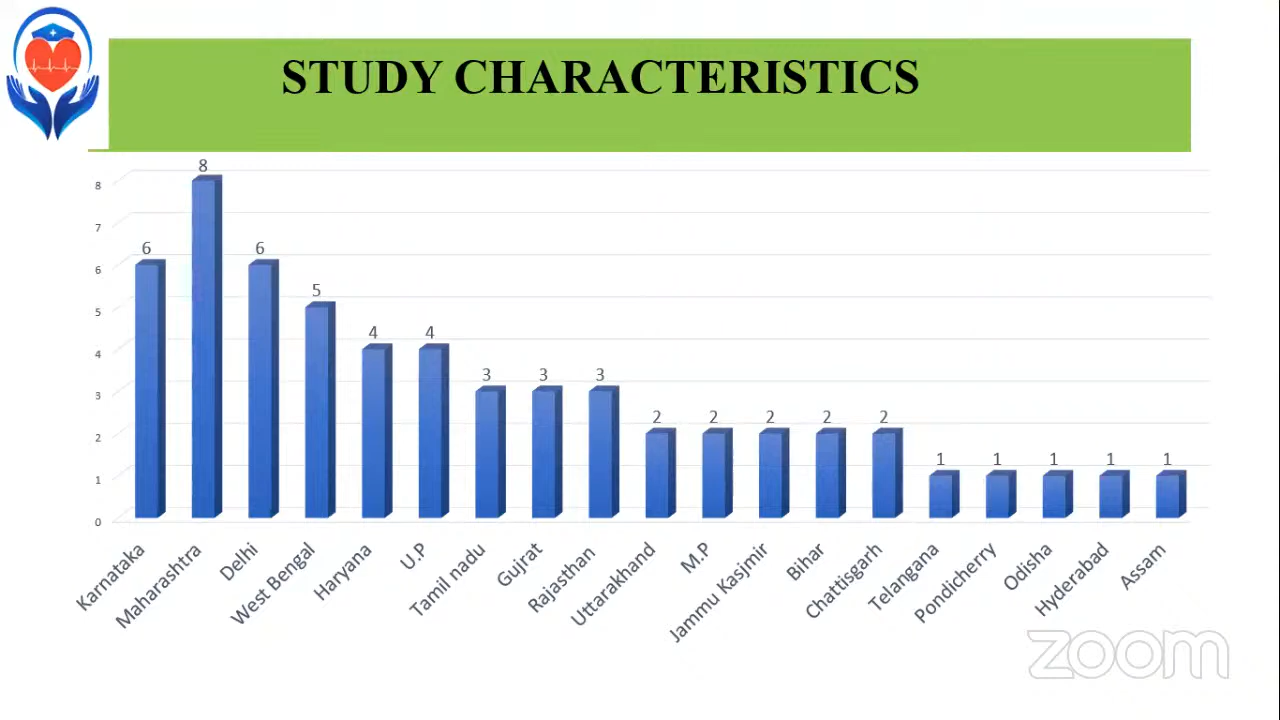 STUDY CHARACTERISTICS
8
7
6
5
4
3
2
1
0
6
8
6
5
4
4
3
3
3
2
2
2
2
2
1
1
1
1
1
Karnataka
Maharashtra
Delhi
West Bengal
Haryana
U.P
Tamil nadu
Gujrat
Rajasthan
Uttarakhand
M.P
Jammu Kasjmir
Bihar
Chattisgarh
Telangana
Pondicherry
Odisha
Hyderabad
Assam
zoom